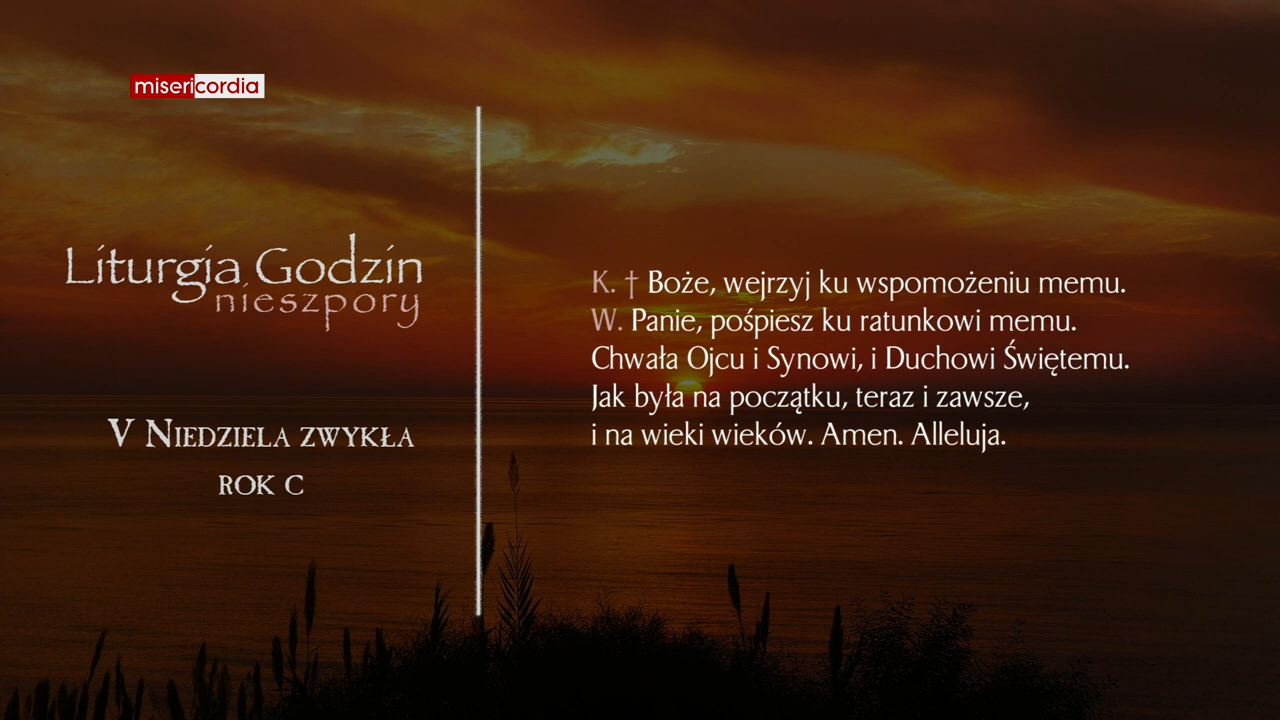 misericordia
Liturgia Godzin
nieszpory
V Niedziela zwykła
rok c
K. † Boże, wejrzyj ku wspomożeniu memu.
W. Panie, pośpiesz ku ratunkowi memu.
Chwała Ojcu i Synowi, i Duchowi Świętemu.
Jak była na początku, teraz i zawsze,
i na wieki wieków. Amen. Alleluja.